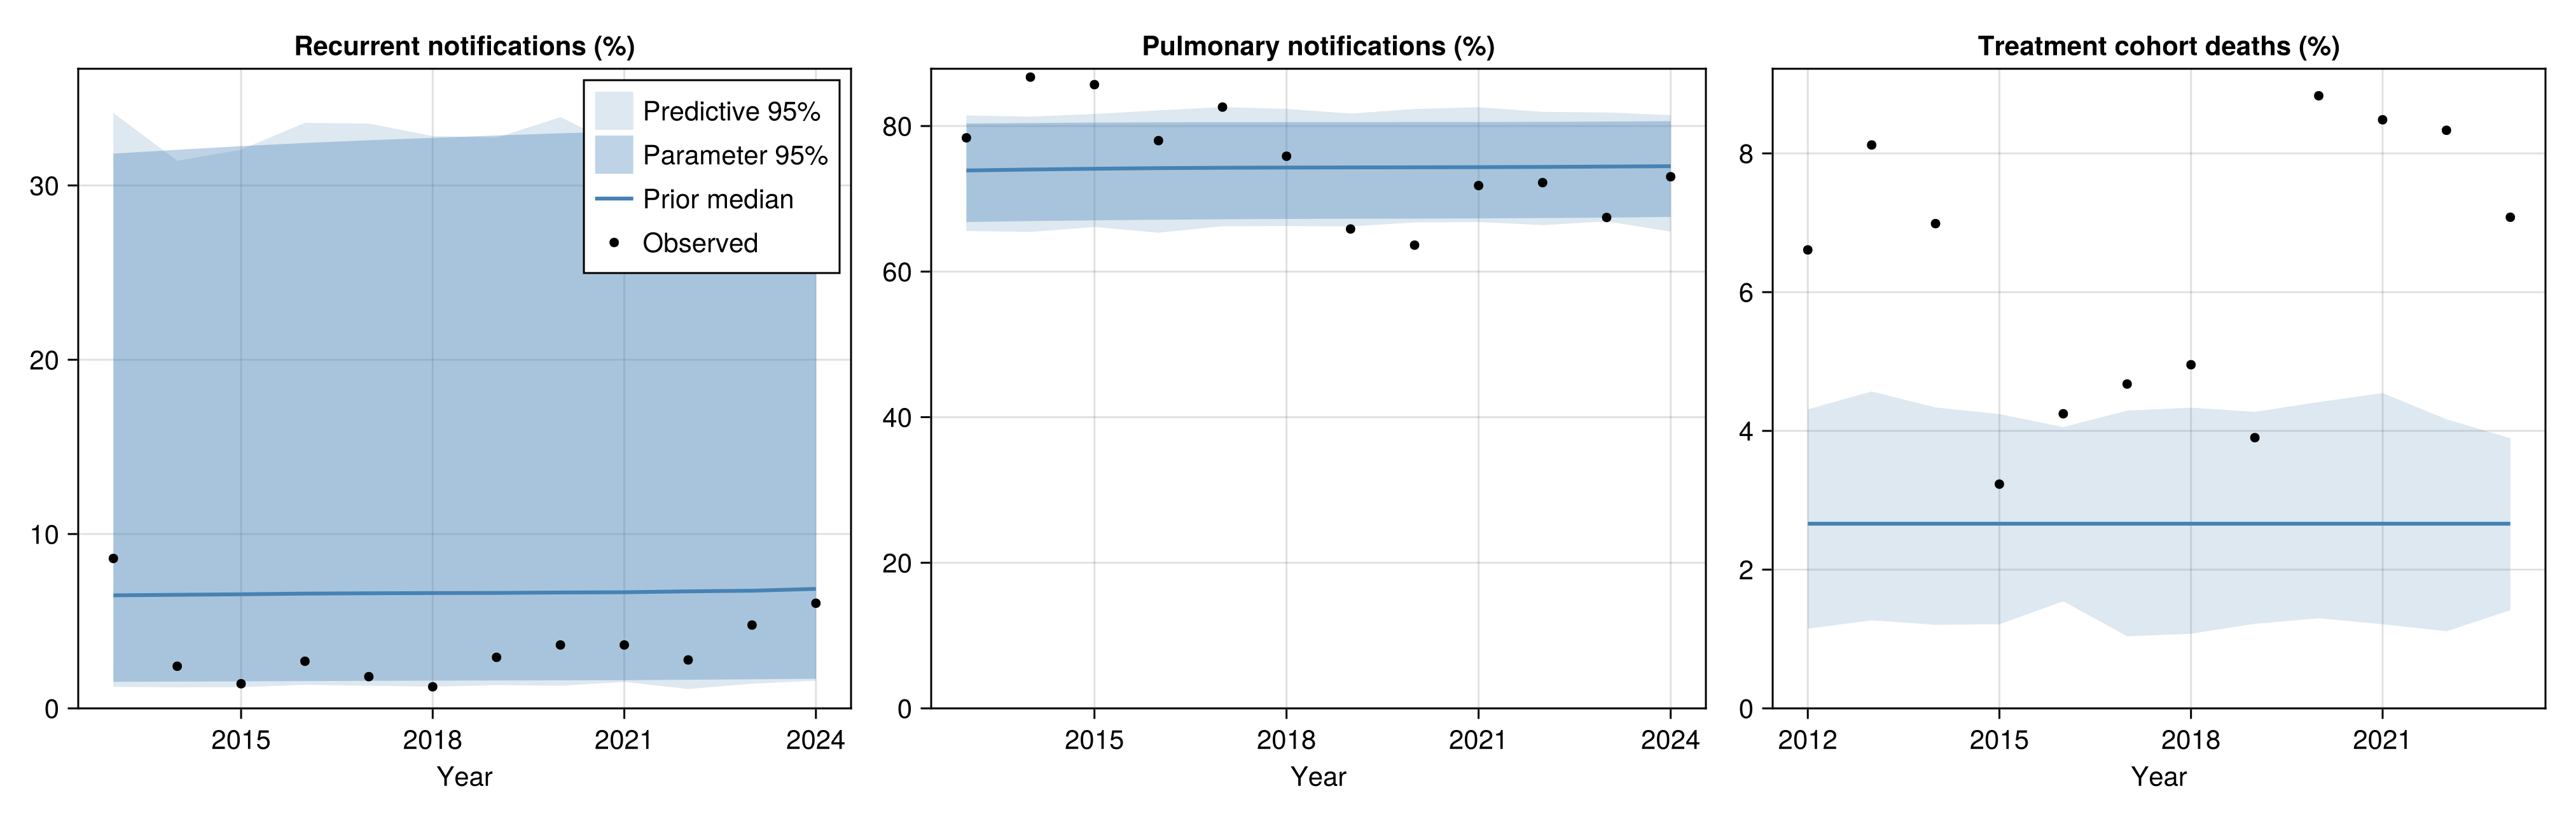 Recurrent notifications (%)
Predictive 95%
Parameter 95%
Prior median
Observed
30
20
10
0
2015
2018
2021
2024
Year
Pulmonary notifications (%)
80
60
40
20
0
2015
2018
2021
2024
Year
Treatment cohort deaths (%)
8
6
4
2
0
2012
2015
2018
2021
Year